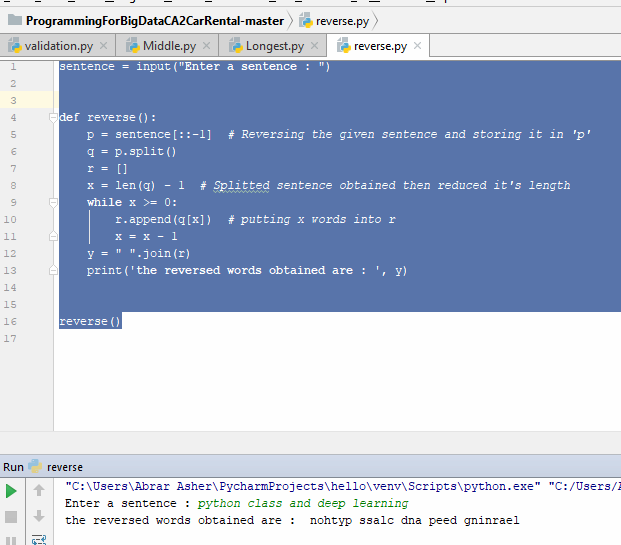 ProgrammingForBigDataCA2CarRental-master reverse.py
validation.py Middle.py Longest.py reverse.py
1 sentence = input("Enter a sentence : ")
2
3
4 def reverse():
5 p = sentence[::-1]  # Reversing the given sentence and storing it in 'p'
6 q = p.split()
7 r = []
8 x = len(q) - 1  # Splitted sentence obtained then reduced it's length
9 while x >= 0:
10 r.append(q[x])  # putting x words into r
11 x = x - 1
12 y = " ".join(r)
13 print('the reversed words obtained are : ', y)
14
15
16 reverse()
17
Run reverse
"C:\Users\Abrar Asher\PycharmProjects\hello\venv\Scripts\python.exe" "C:/Users/
Enter a sentence : python class and deep learning
the reversed words obtained are :  nohtyp ssalc dna peed gninrael